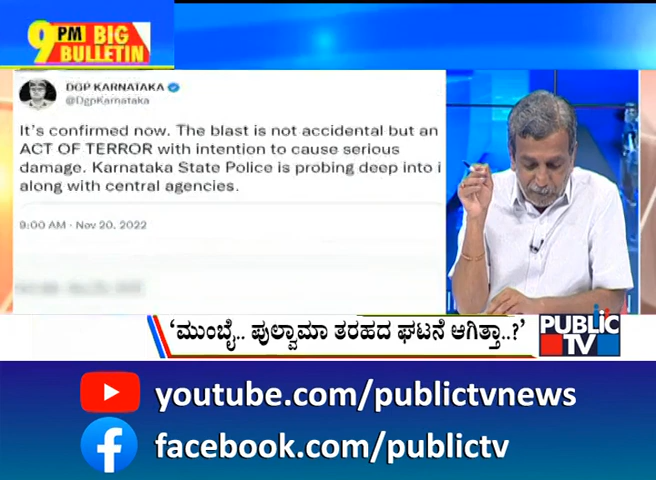 9 PM BIG
BULLETIN
DGP KARNATAKA
@DgpKarnataka
It's confirmed now. The blast is not accidental but an
ACT OF TERROR with intention to cause serious
damage. Karnataka State Police is probing deep into i
along with central agencies.
9:00 AM · Nov 20, 2022
'ಮುಂಬೈ.. ಪುಲ್ವಾಮಾ ತರಹದ ಘಟನೆ ಆಗಿತ್ತಾ..?'
PUBLIC
TV
youtube.com/publictvnews
facebook.com/publictv